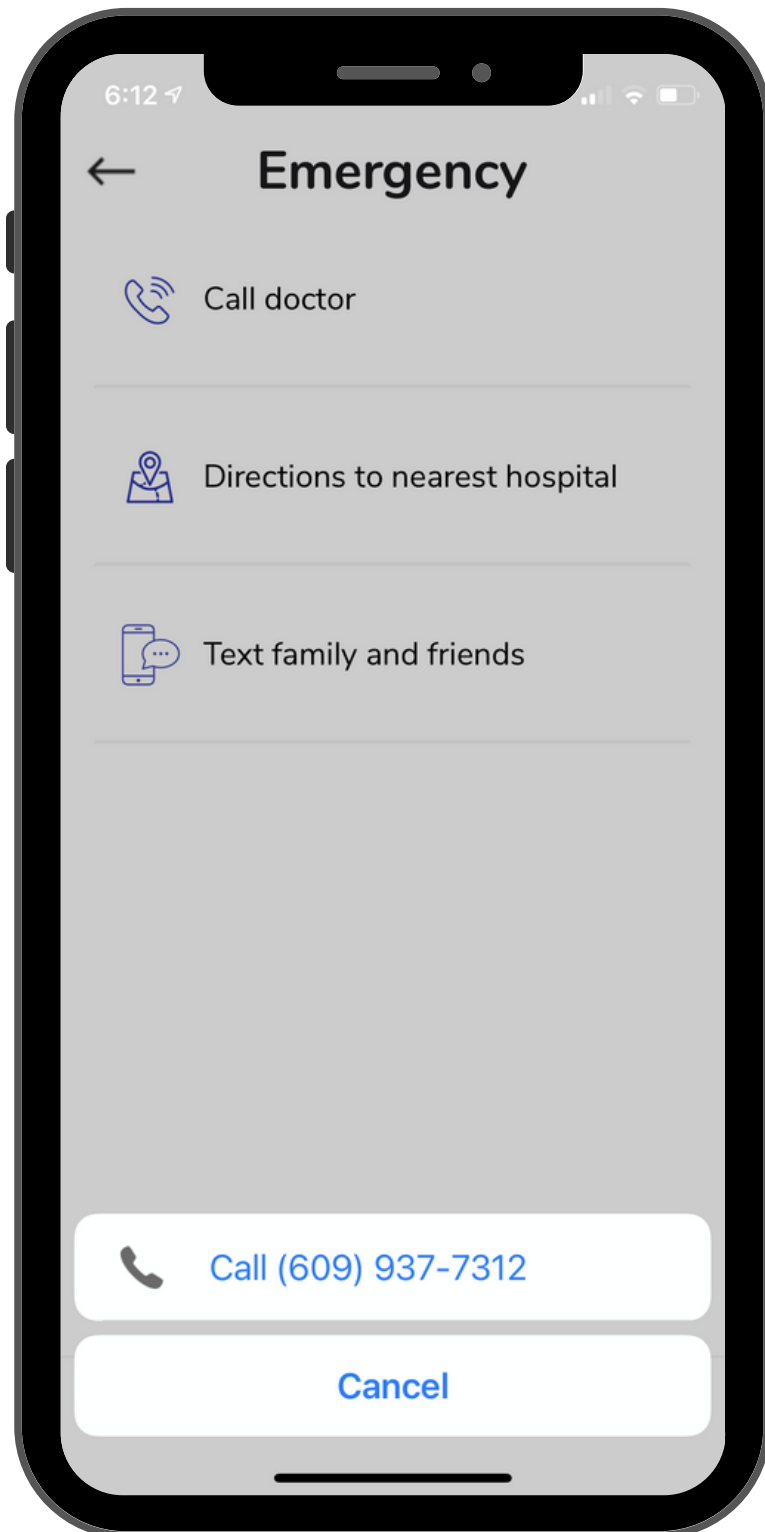 6:12
Emergency
Call doctor
Directions to nearest hospital
Text family and friends
Call (609) 937-7312
Cancel